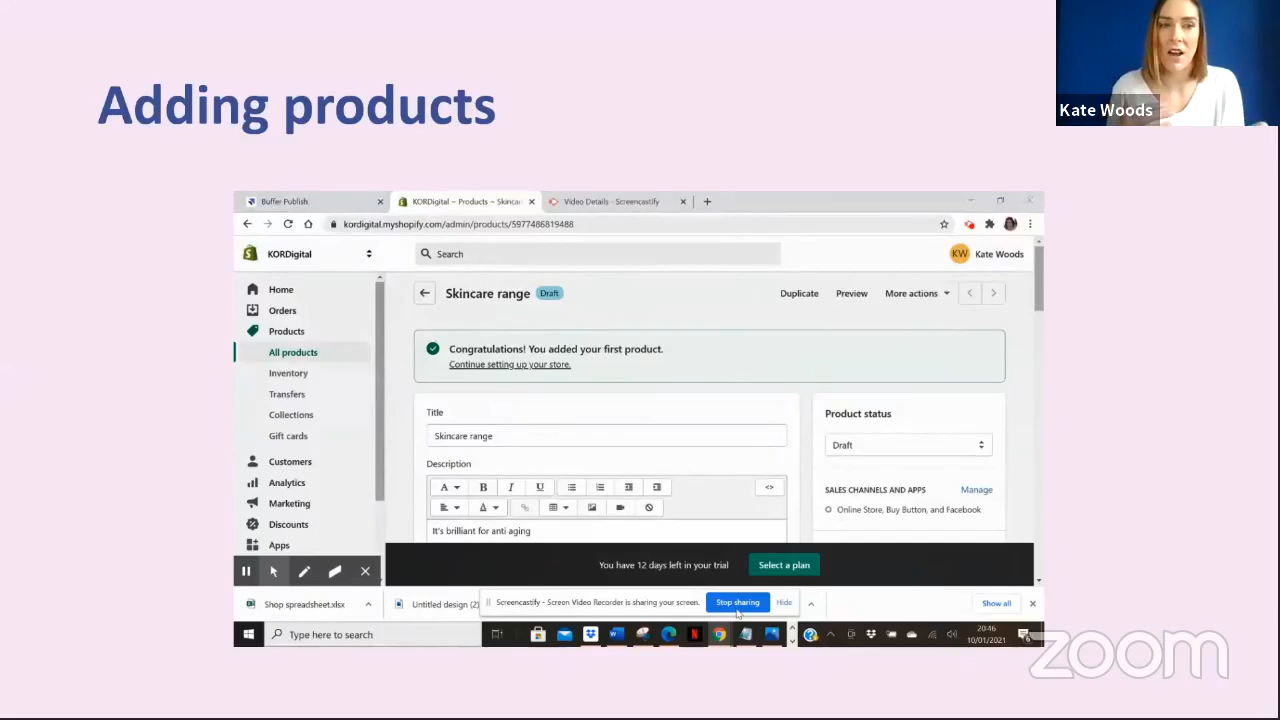 Adding products
Kate Woods
Buffer Publish
KORDigital ~ Products ~ Skincar
Video Details - Screencastify
kordigital.myshopify.com/admin/products/5977486819488
KORDigital
Search
KW Kate Woods
Home
Orders
Products
All products
Inventory
Transfers
Collections
Gift cards
Customers
Analytics
Marketing
Discounts
Apps
Skincare range Draft
Duplicate Preview More actions
Congratulations! You added your first product.
Continue setting up your store.
Title
Skincare range
Description
A B I U
A
It's brilliant for anti aging
Product status
Draft
SALES CHANNELS AND APPS Manage
Online Store, Buy Button, and Facebook
You have 12 days left in your trial Select a plan
Shop spreadsheet.xlsx
Untitled design (2)
Screencastify - Screen Video Recorder is sharing your screen. Stop sharing Hide
Show all
Type here to search
20:46
10/01/2021
zoom